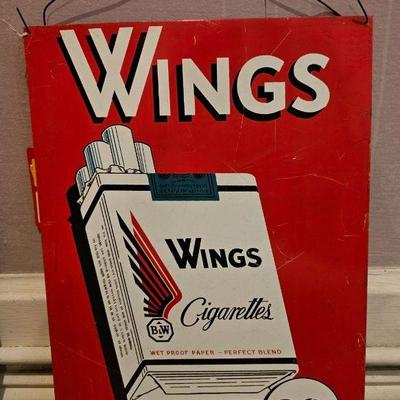 WINGS
WINGS
Cigarettes
B&W
WET PROOF PAPER - PERFECT BLEND